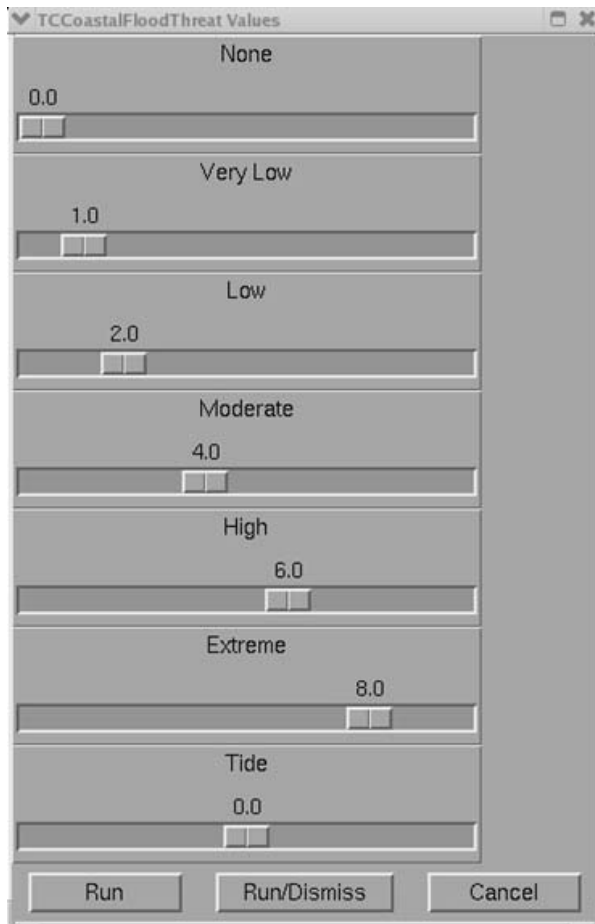 TCCoastalFloodThreat Values
None
0.0
Very Low
1.0
Low
2.0
Moderate
4.0
High
6.0
Extreme
8.0
Tide
0.0
Run Run/Dismiss Cancel